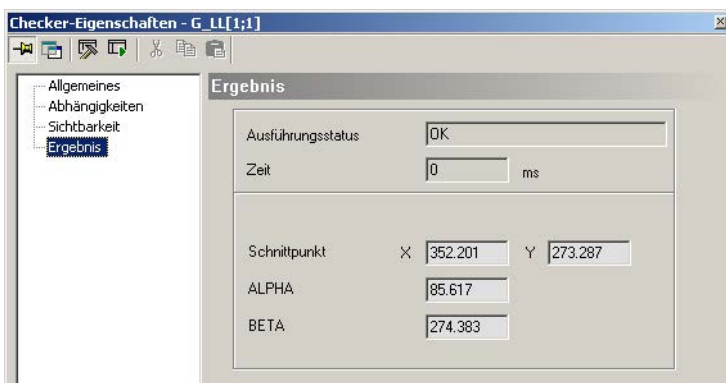 Checker-Eigenschaften - G_LL[1;1]
Allgemeines
Abhängigkeiten
Sichtbarkeit
Ergebnis
Ergebnis
Ausführungsstatus OK
Zeit 0 ms
Schnittpunkt X 352.201 Y 273.287
ALPHA 85.617
BETA 274.383